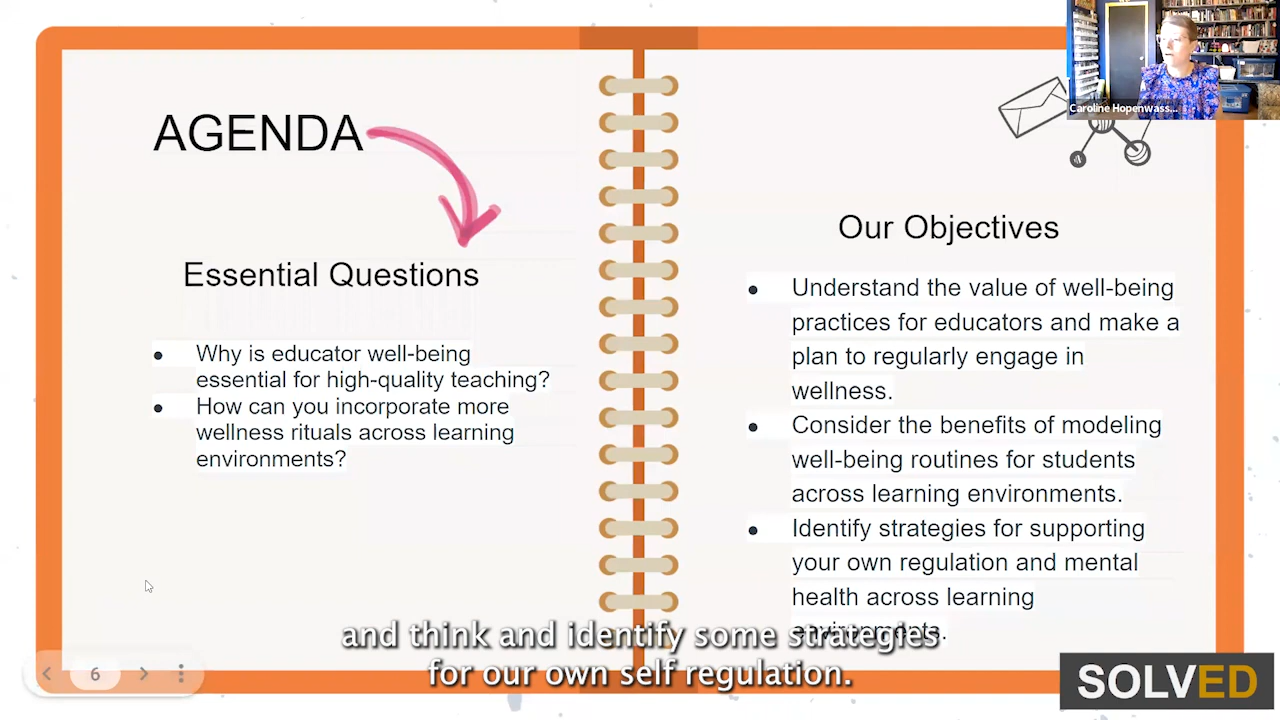 AGENDA
Essential Questions
● Why is educator well-being
essential for high-quality teaching?
● How can you incorporate more
wellness rituals across learning
environments?
Caroline Hopenwass...
Our Objectives
● Understand the value of well-being
practices for educators and make a
plan to regularly engage in
wellness.
● Consider the benefits of modeling
well-being routines for students
across learning environments.
● Identify strategies for supporting
your own regulation and mental
health across learning
environments.
and think and identify some strategies
for our own self regulation.
6
SOLVED